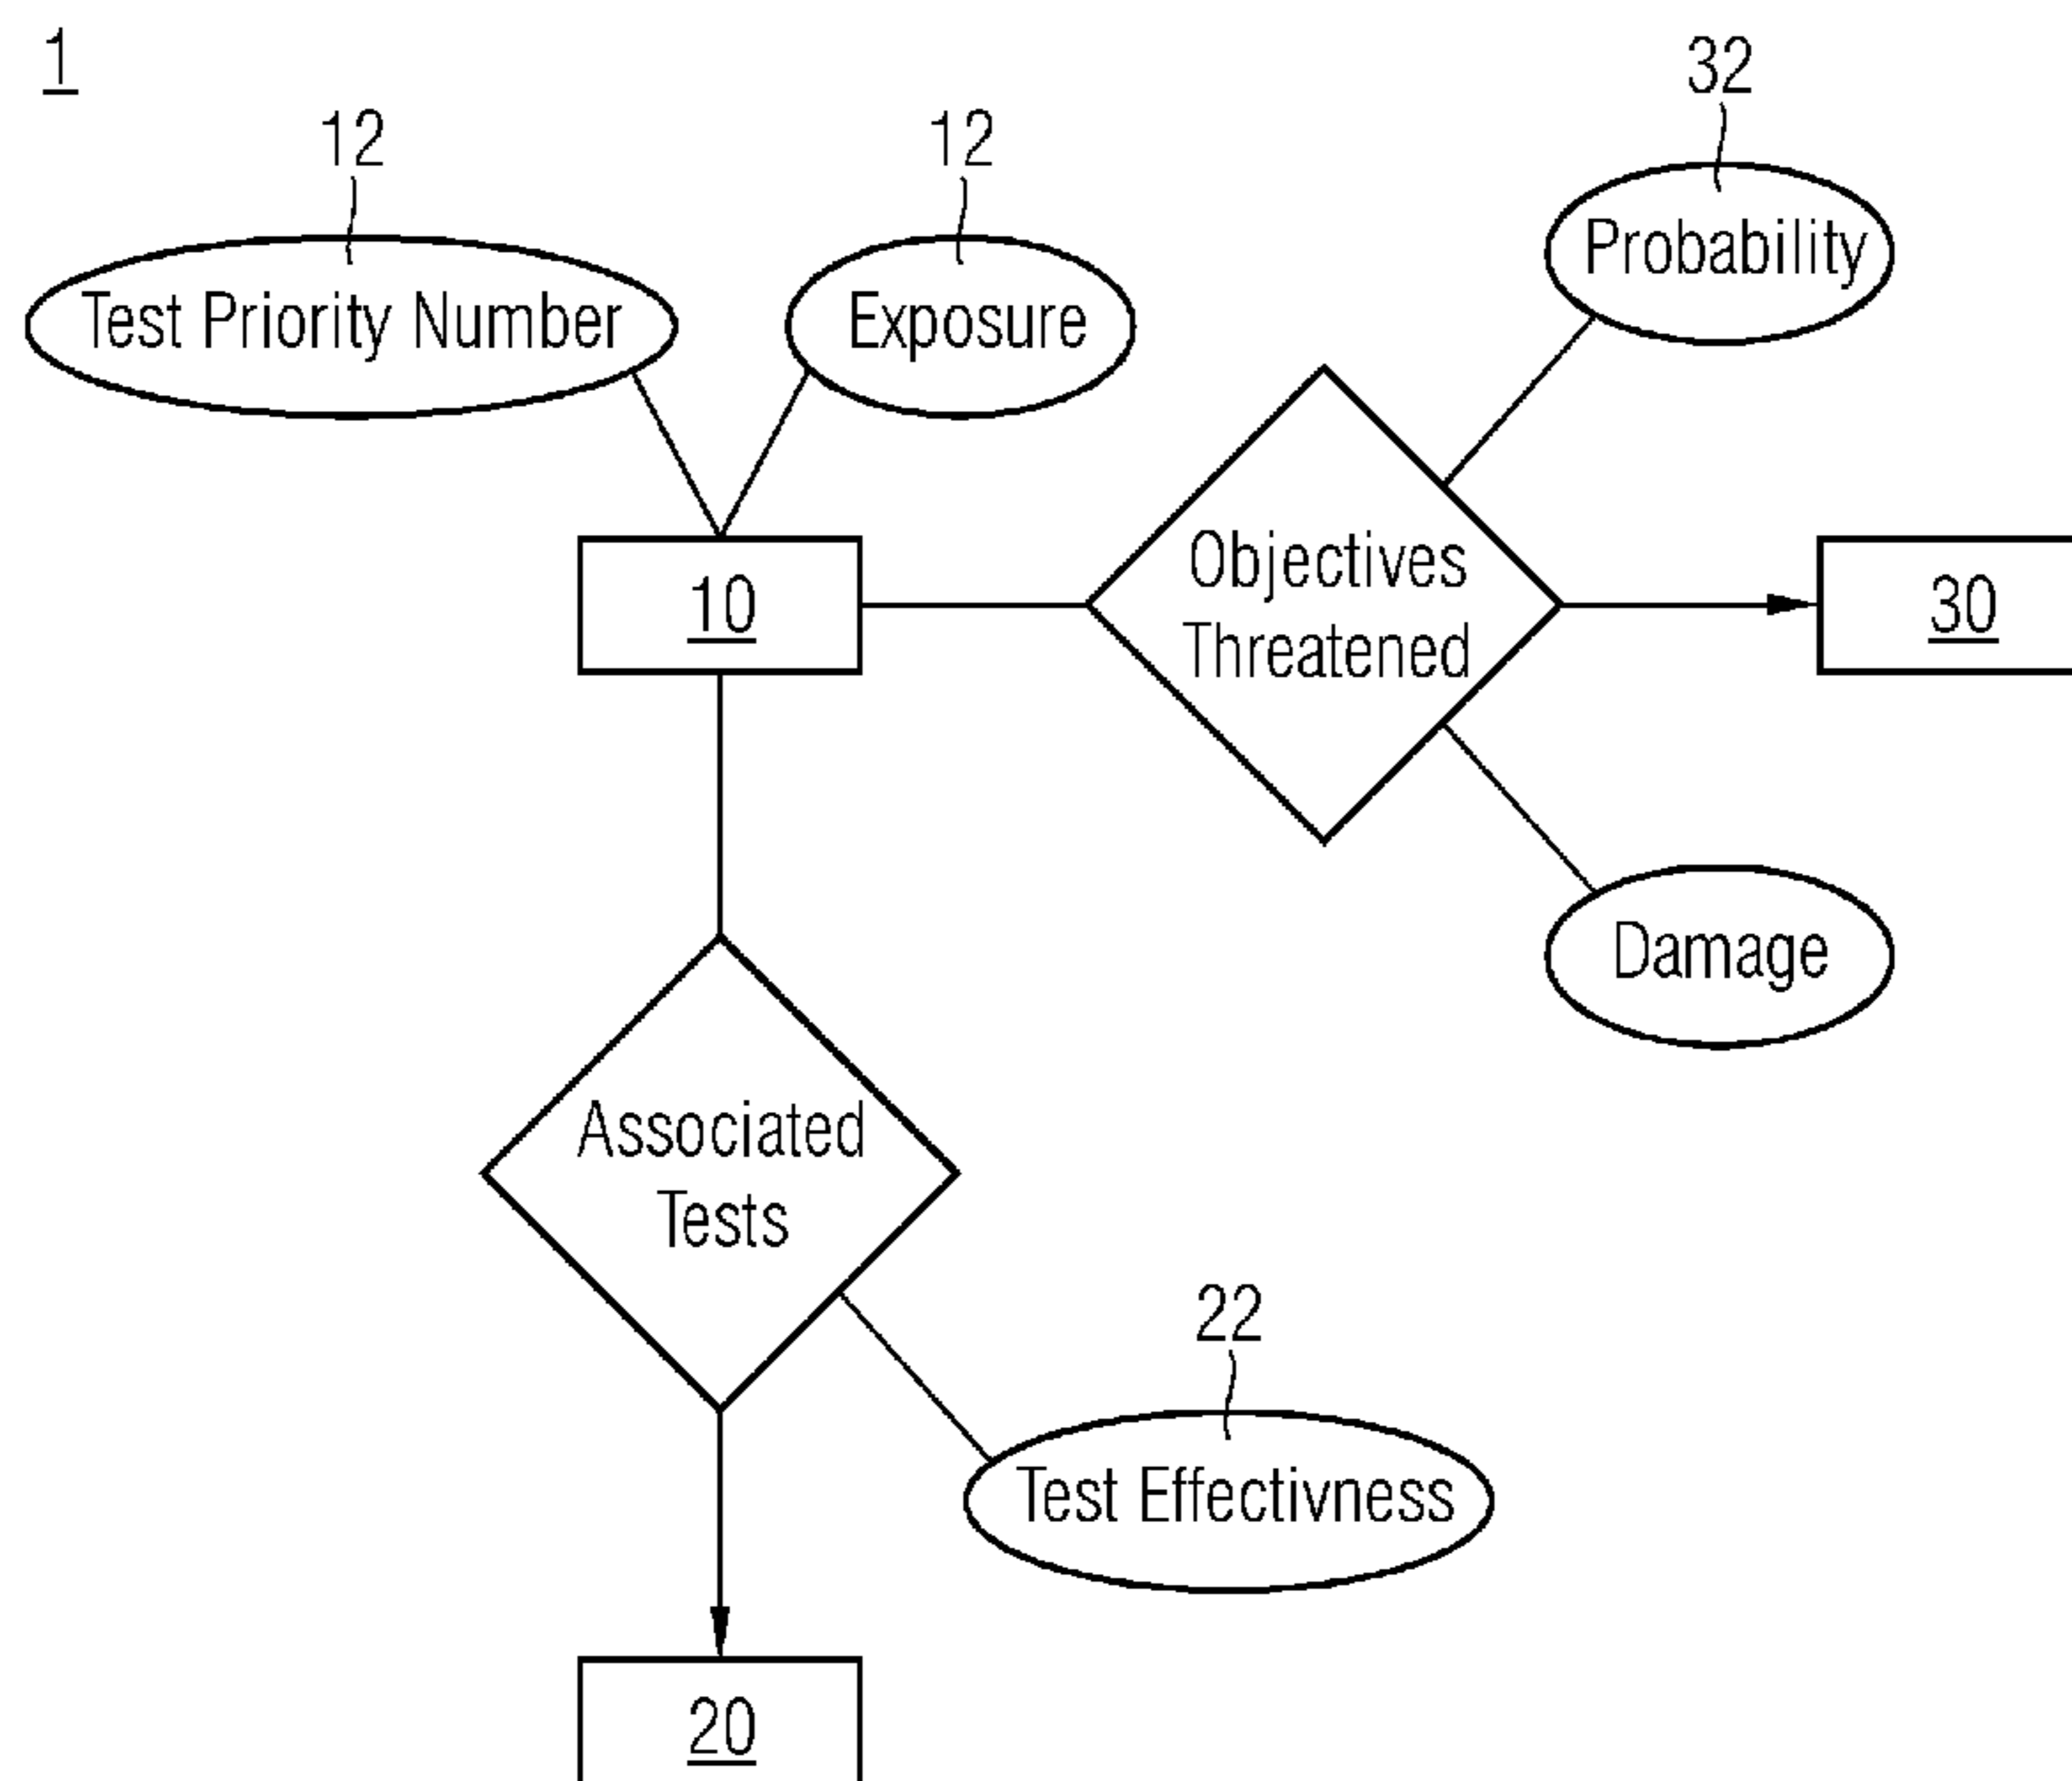 1
12
12
32
Test Priority Number
Exposure
Probability
10
Objectives
Threatened
30
Damage
Associated
Tests
22
Test Effectivness
20